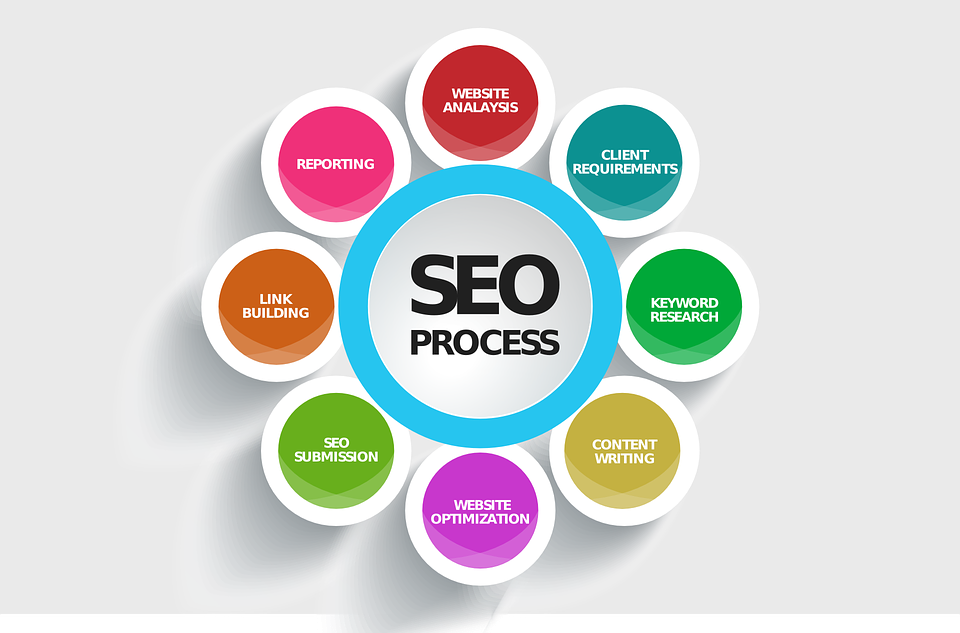 WEBSITE
ANALAYSIS
CLIENT
REQUIREMENTS
KEYWORD
RESEARCH
CONTENT
WRITING
WEBSITE
OPTIMIZATION
SEO
SUBMISSION
LINK
BUILDING
REPORTING
SEO
PROCESS